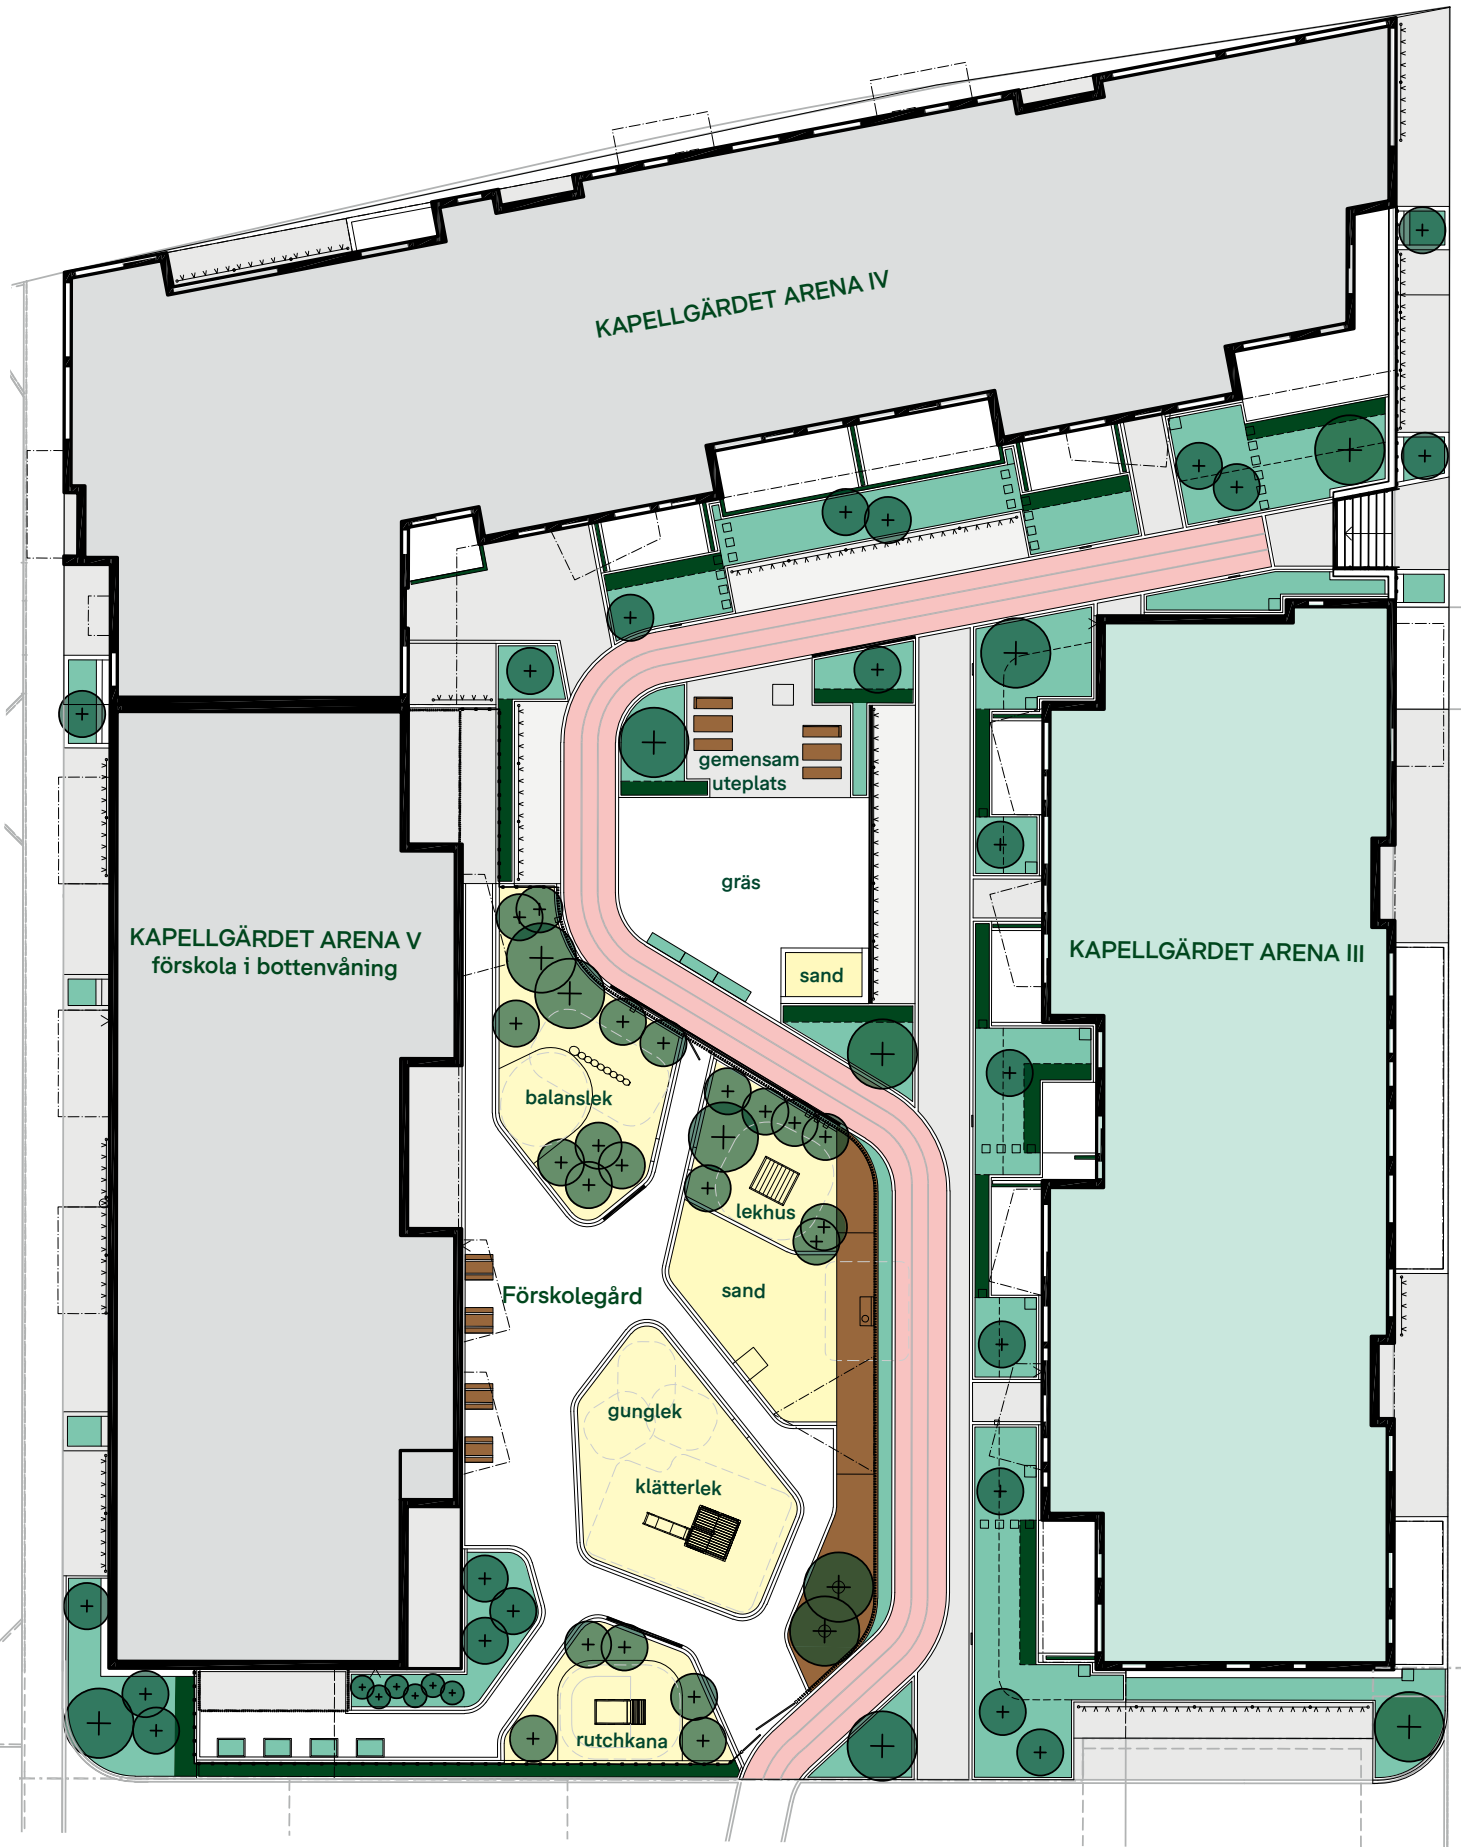 KAPELLGÄRDET ARENA IV
gemensam
uteplats
gräs
KAPELLGÄRDET ARENA V
förskola i bottenvåning
KAPELLGÄRDET ARENA III
sand
balanslek
lekhus
Förskolegård
sand
gunglek
klätterlek
rutchkana